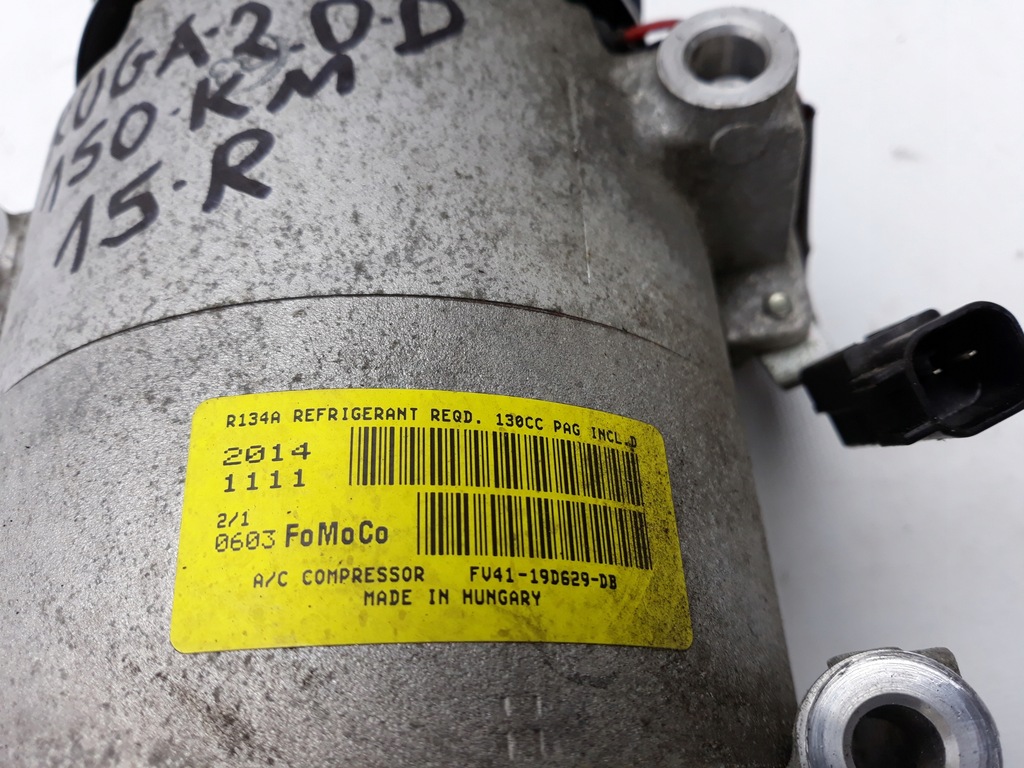 KUGA-2.0-D
150-KM
15-R
R134A REFRIGERANT REQD. 130CC PAG INCL.D
2014
1111
2/1
0603 FoMoCo
A/C COMPRESSOR FV41-19D629-DB
MADE IN HUNGARY